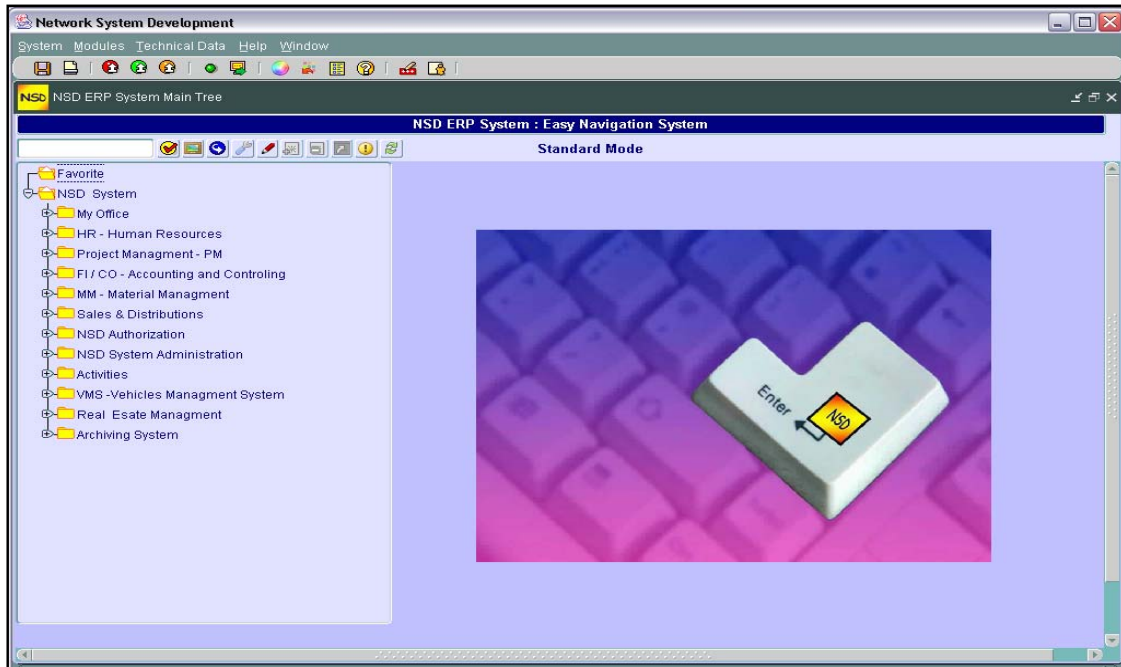 Network System Development
System Modules Technical Data Help Window
NSD NSD ERP System Main Tree
NSD ERP System : Easy Navigation System
Standard Mode
Favorite
NSD System
My Office
HR - Human Resources
Project Managment - PM
FI / CO - Accounting and Controling
MM - Material Managment
Sales & Distributions
NSD Authorization
NSD System Administration
Activities
VMS -Vehicles Managment System
Real Esate Managment
Archiving System
Enter
NSD